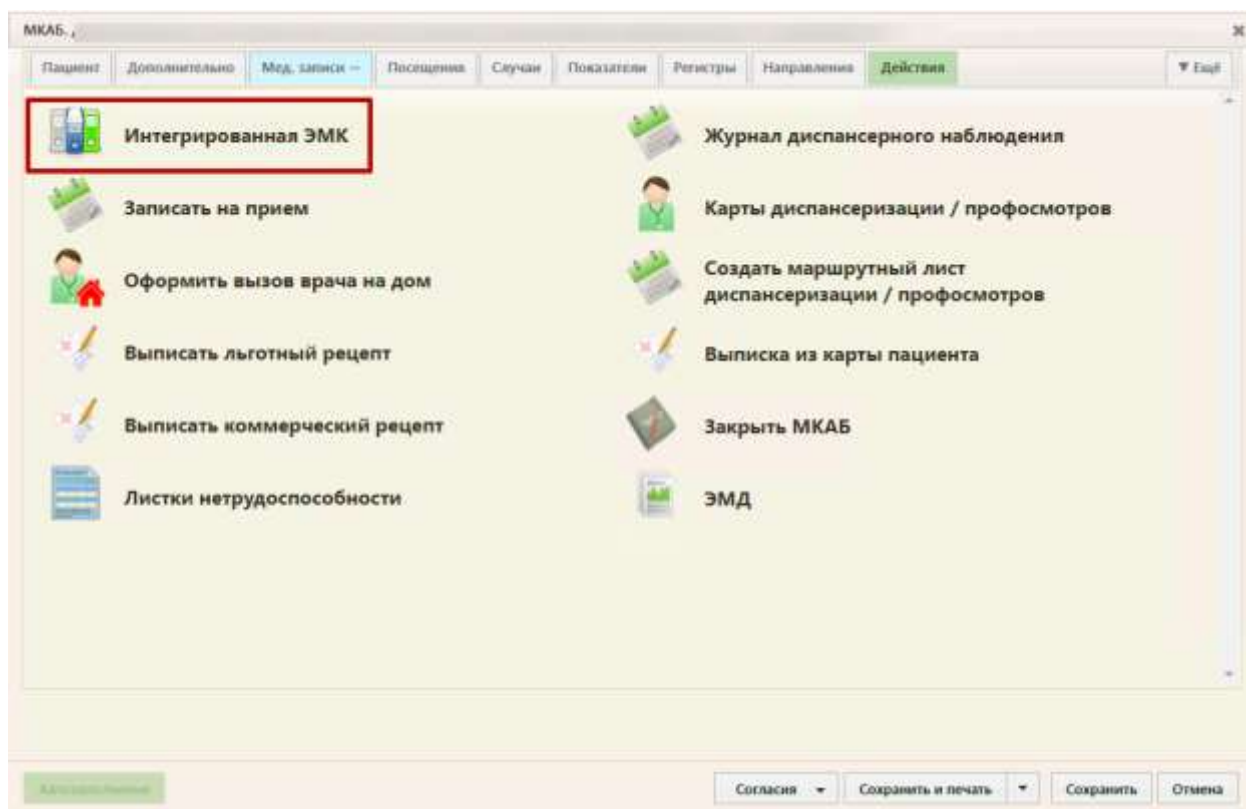 МКАБ. ,
Пациент Дополнительно Мед. записи — Посещения Случаи Показатели Регистры Направления Действия Ещё
Интегрированная ЭМК
Журнал диспансерного наблюдения
Записать на прием
Карты диспансеризации / профосмотров
Оформить вызов врача на дом
Создать маршрутный лист
диспансеризации / профосмотров
Выписать льготный рецепт
Выписка из карты пациента
Выписать коммерческий рецепт
Закрыть МКАБ
Листки нетрудоспособности
ЭМД
Согласия Сохранить и печать Сохранить Отмена